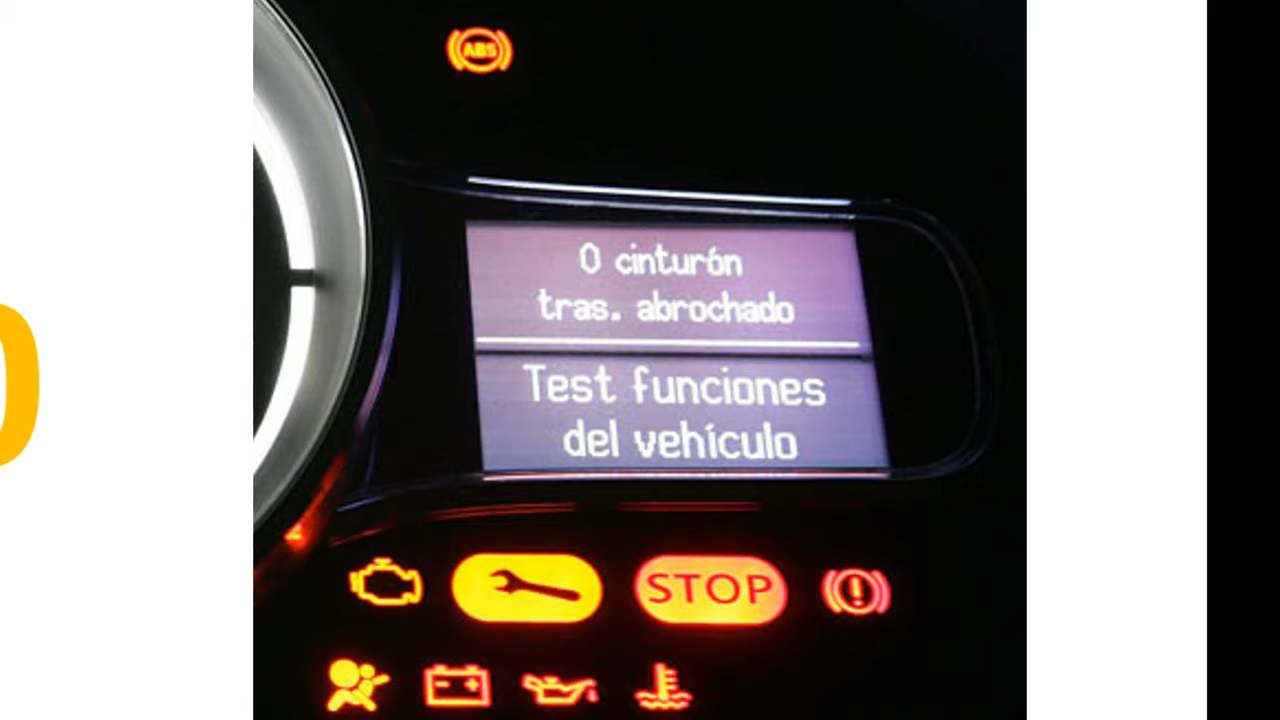 ABS
0 cinturón
tras. abrochado
Test funciones
del vehículo
STOP